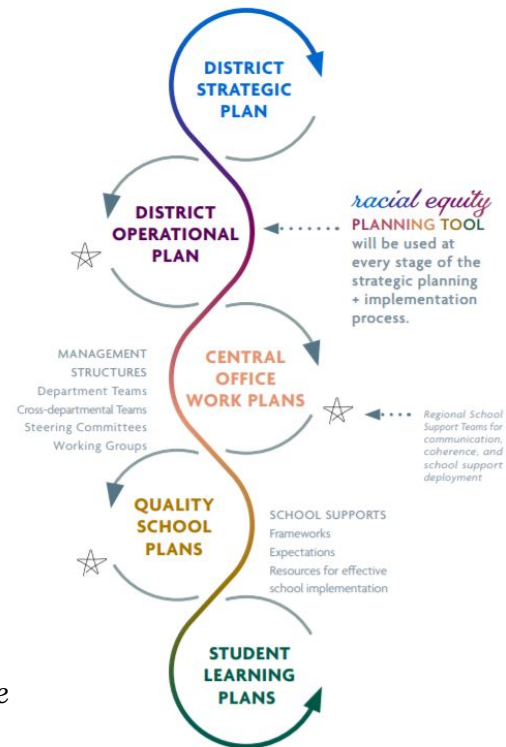 DISTRICT
STRATEGIC
PLAN
DISTRICT
OPERATIONAL
PLAN
racial equity
PLANNING TOOL
will be used at
every stage of the
strategic planning
+ implementation
process.
MANAGEMENT
STRUCTURES
Department Teams
Cross-departmental Teams
Steering Committees
Working Groups
CENTRAL
OFFICE
WORK PLANS
Regional School
Support Teams for
communication,
coherence, and
school support
deployment
QUALITY
SCHOOL
PLANS
SCHOOL SUPPORTS
Frameworks
Expectations
Resources for effective
school implementation
STUDENT
LEARNING
PLANS
e